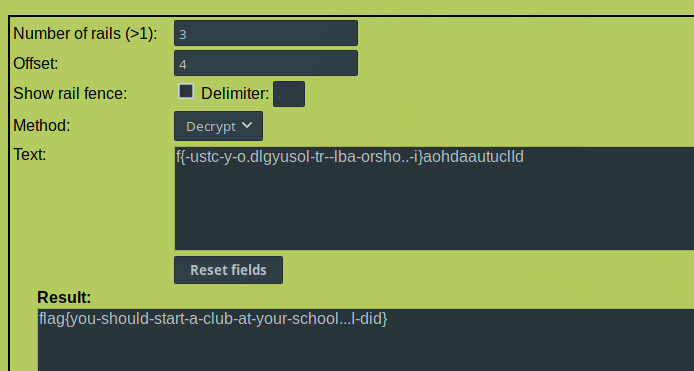 Number of rails (>1): 3
Offset: 4
Show rail fence: Delimiter:
Method: Decrypt
Text: f{-ustc-y-o.dlgyusol-tr--lba-orsho..-i}aohdaautuclId
Reset fields
Result:
flag{you-should-start-a-club-at-your-school...I-did}